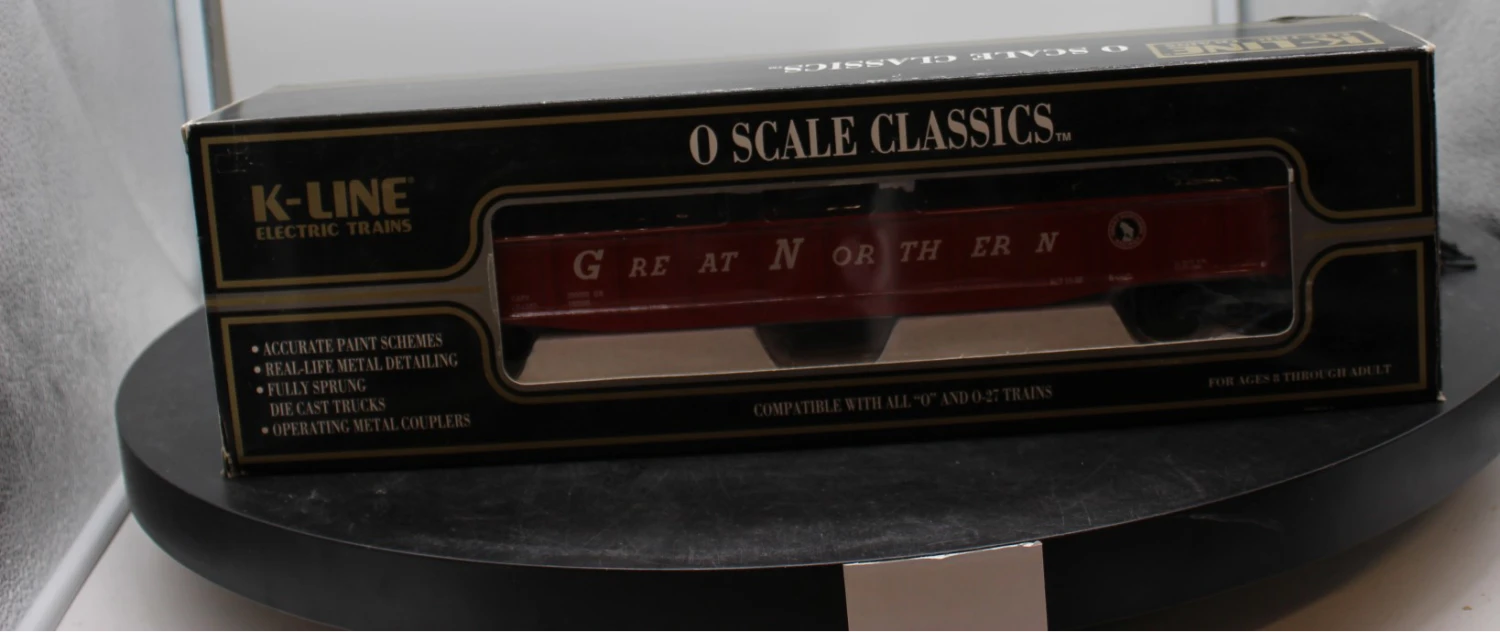 K-LINE
O SCALE CLASSICS
O SCALE CLASSICS™
K-LINE®
ELECTRIC TRAINS
GREAT NORTHERN
• ACCURATE PAINT SCHEMES
• REAL-LIFE METAL DETAILING
• FULLY SPRUNG
DIE CAST TRUCKS
• OPERATING METAL COUPLERS
COMPATIBLE WITH ALL "O" AND O-27 TRAINS
FOR AGES 8 THROUGH ADULT